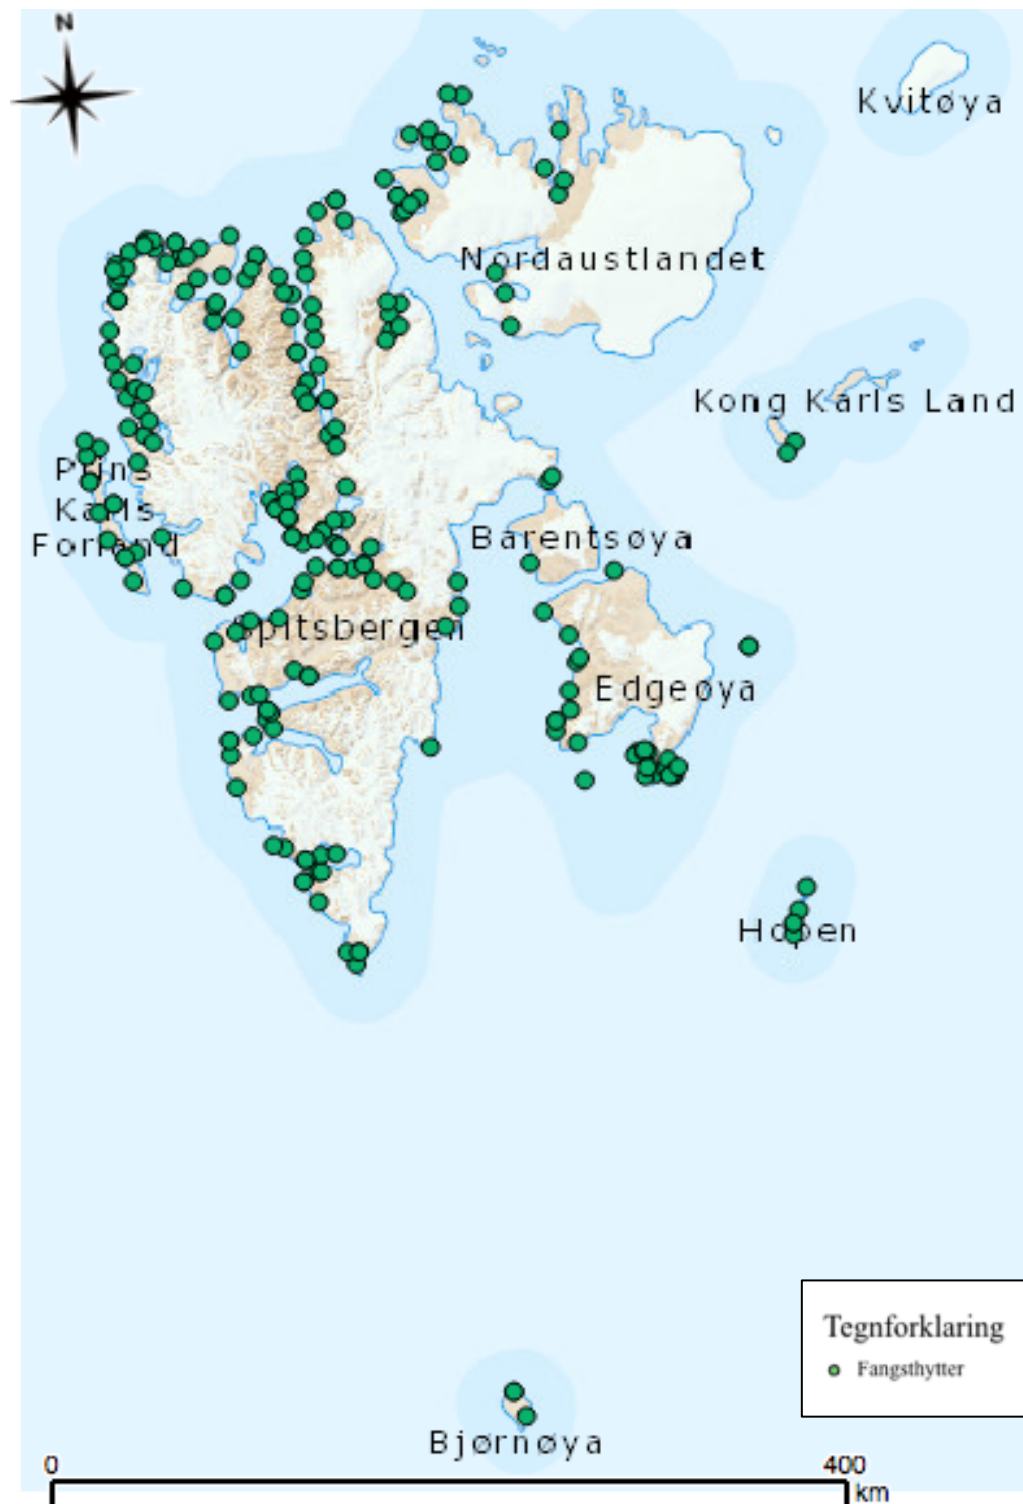 N
Kvitøya
Nordaustlandet
Kong Karls Land
Prins
Karls
Forland
Barentsøya
Spitsbergen
Edgeøya
Hopen
Tegnforklaring
Fangsthytter
Bjørnøya
0
400
km